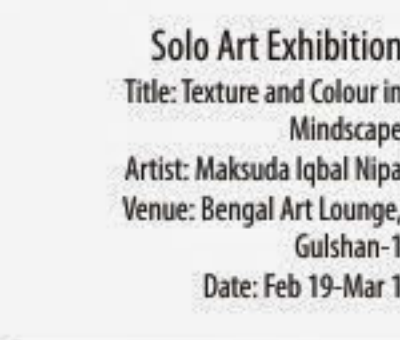 Solo Art Exhibition
Title: Texture and Colour in
Mindscape
Artist: Maksuda Iqbal Nipa
Venue: Bengal Art Lounge,
Gulshan-1
Date: Feb 19-Mar 1